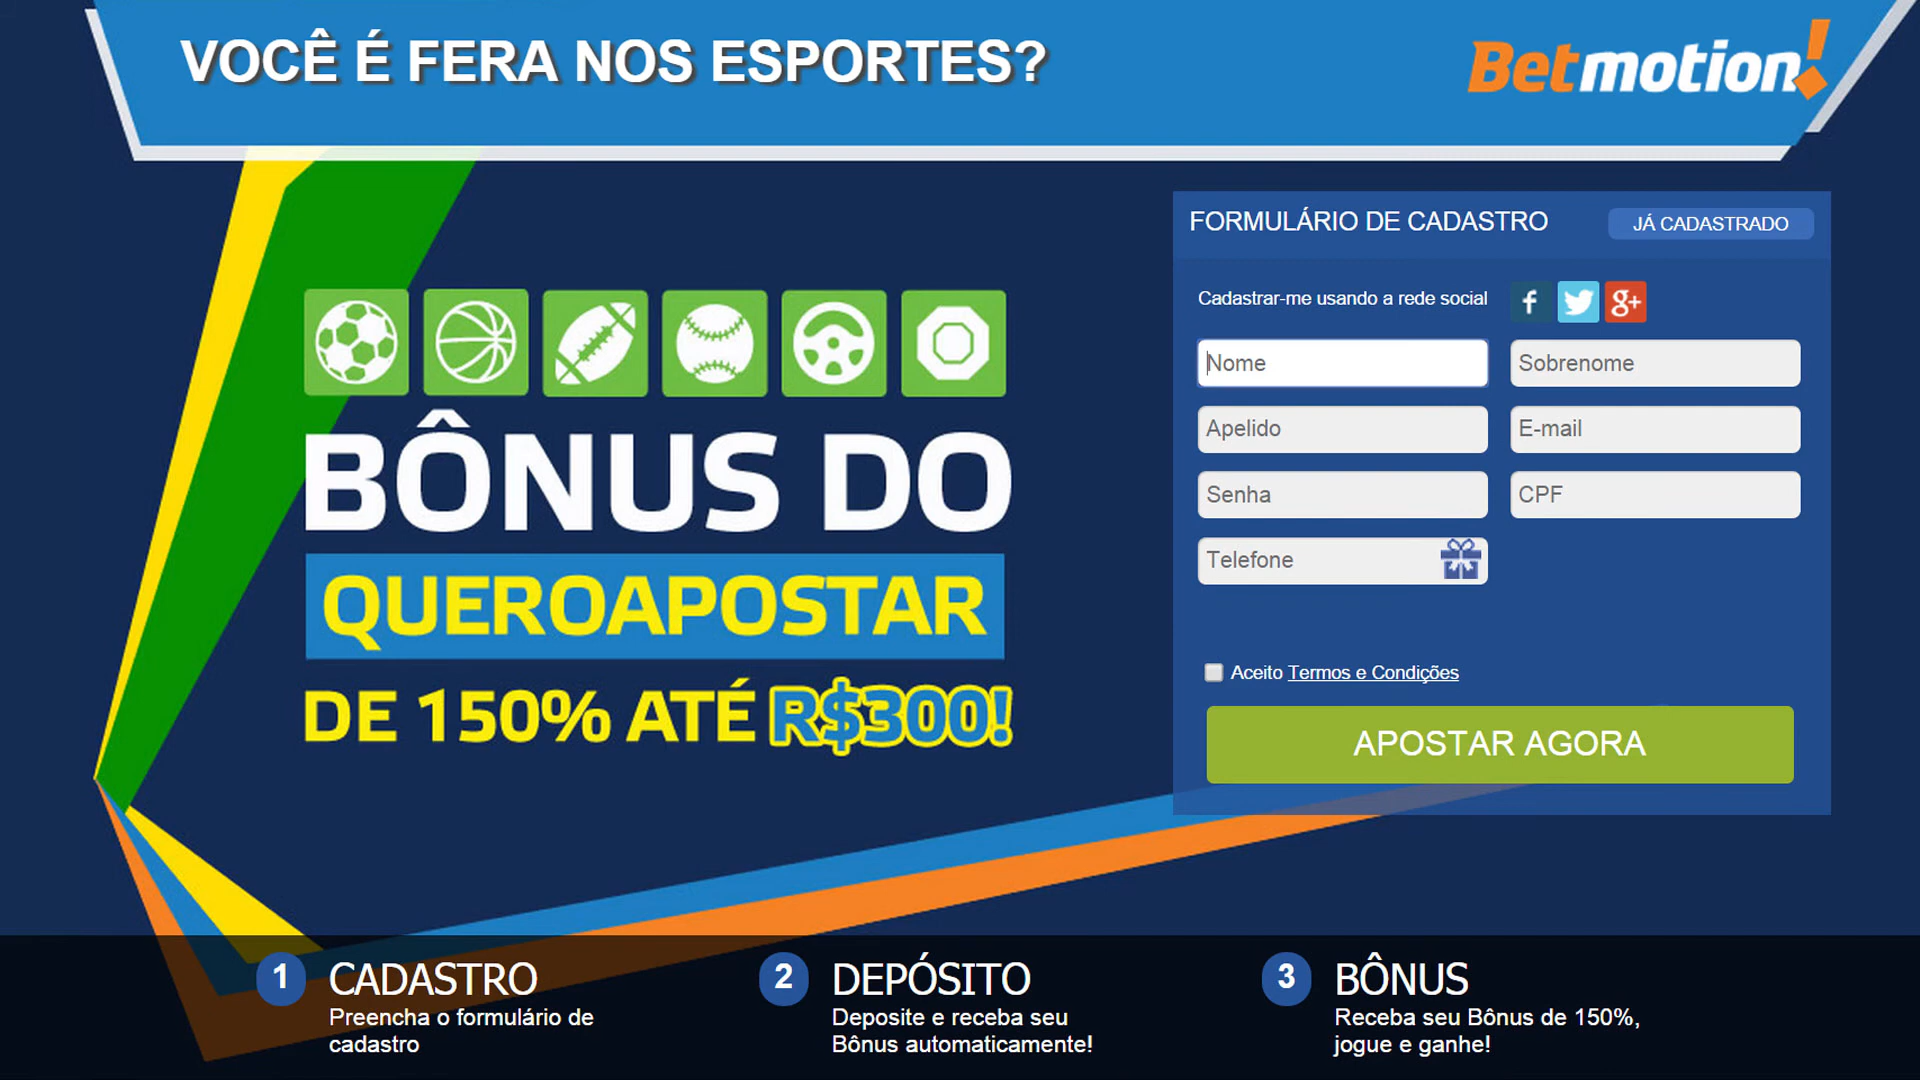 VOCÊ É FERA NOS ESPORTES?
Betmotion!
BÔNUS DO
QUEROAPOSTAR
DE 150% ATÉ R$300!
FORMULÁRIO DE CADASTRO
JÁ CADASTRADO
Cadastrar-me usando a rede social
f
g+
Nome
Sobrenome
Apelido
E-mail
Senha
CPF
Telefone
Aceito Termos e Condições
APOSTAR AGORA
1
CADASTRO
Preencha o formulário de
cadastro
2
DEPÓSITO
Deposite e receba seu
Bônus automaticamente!
3
BÔNUS
Receba seu Bônus de 150%,
jogue e ganhe!